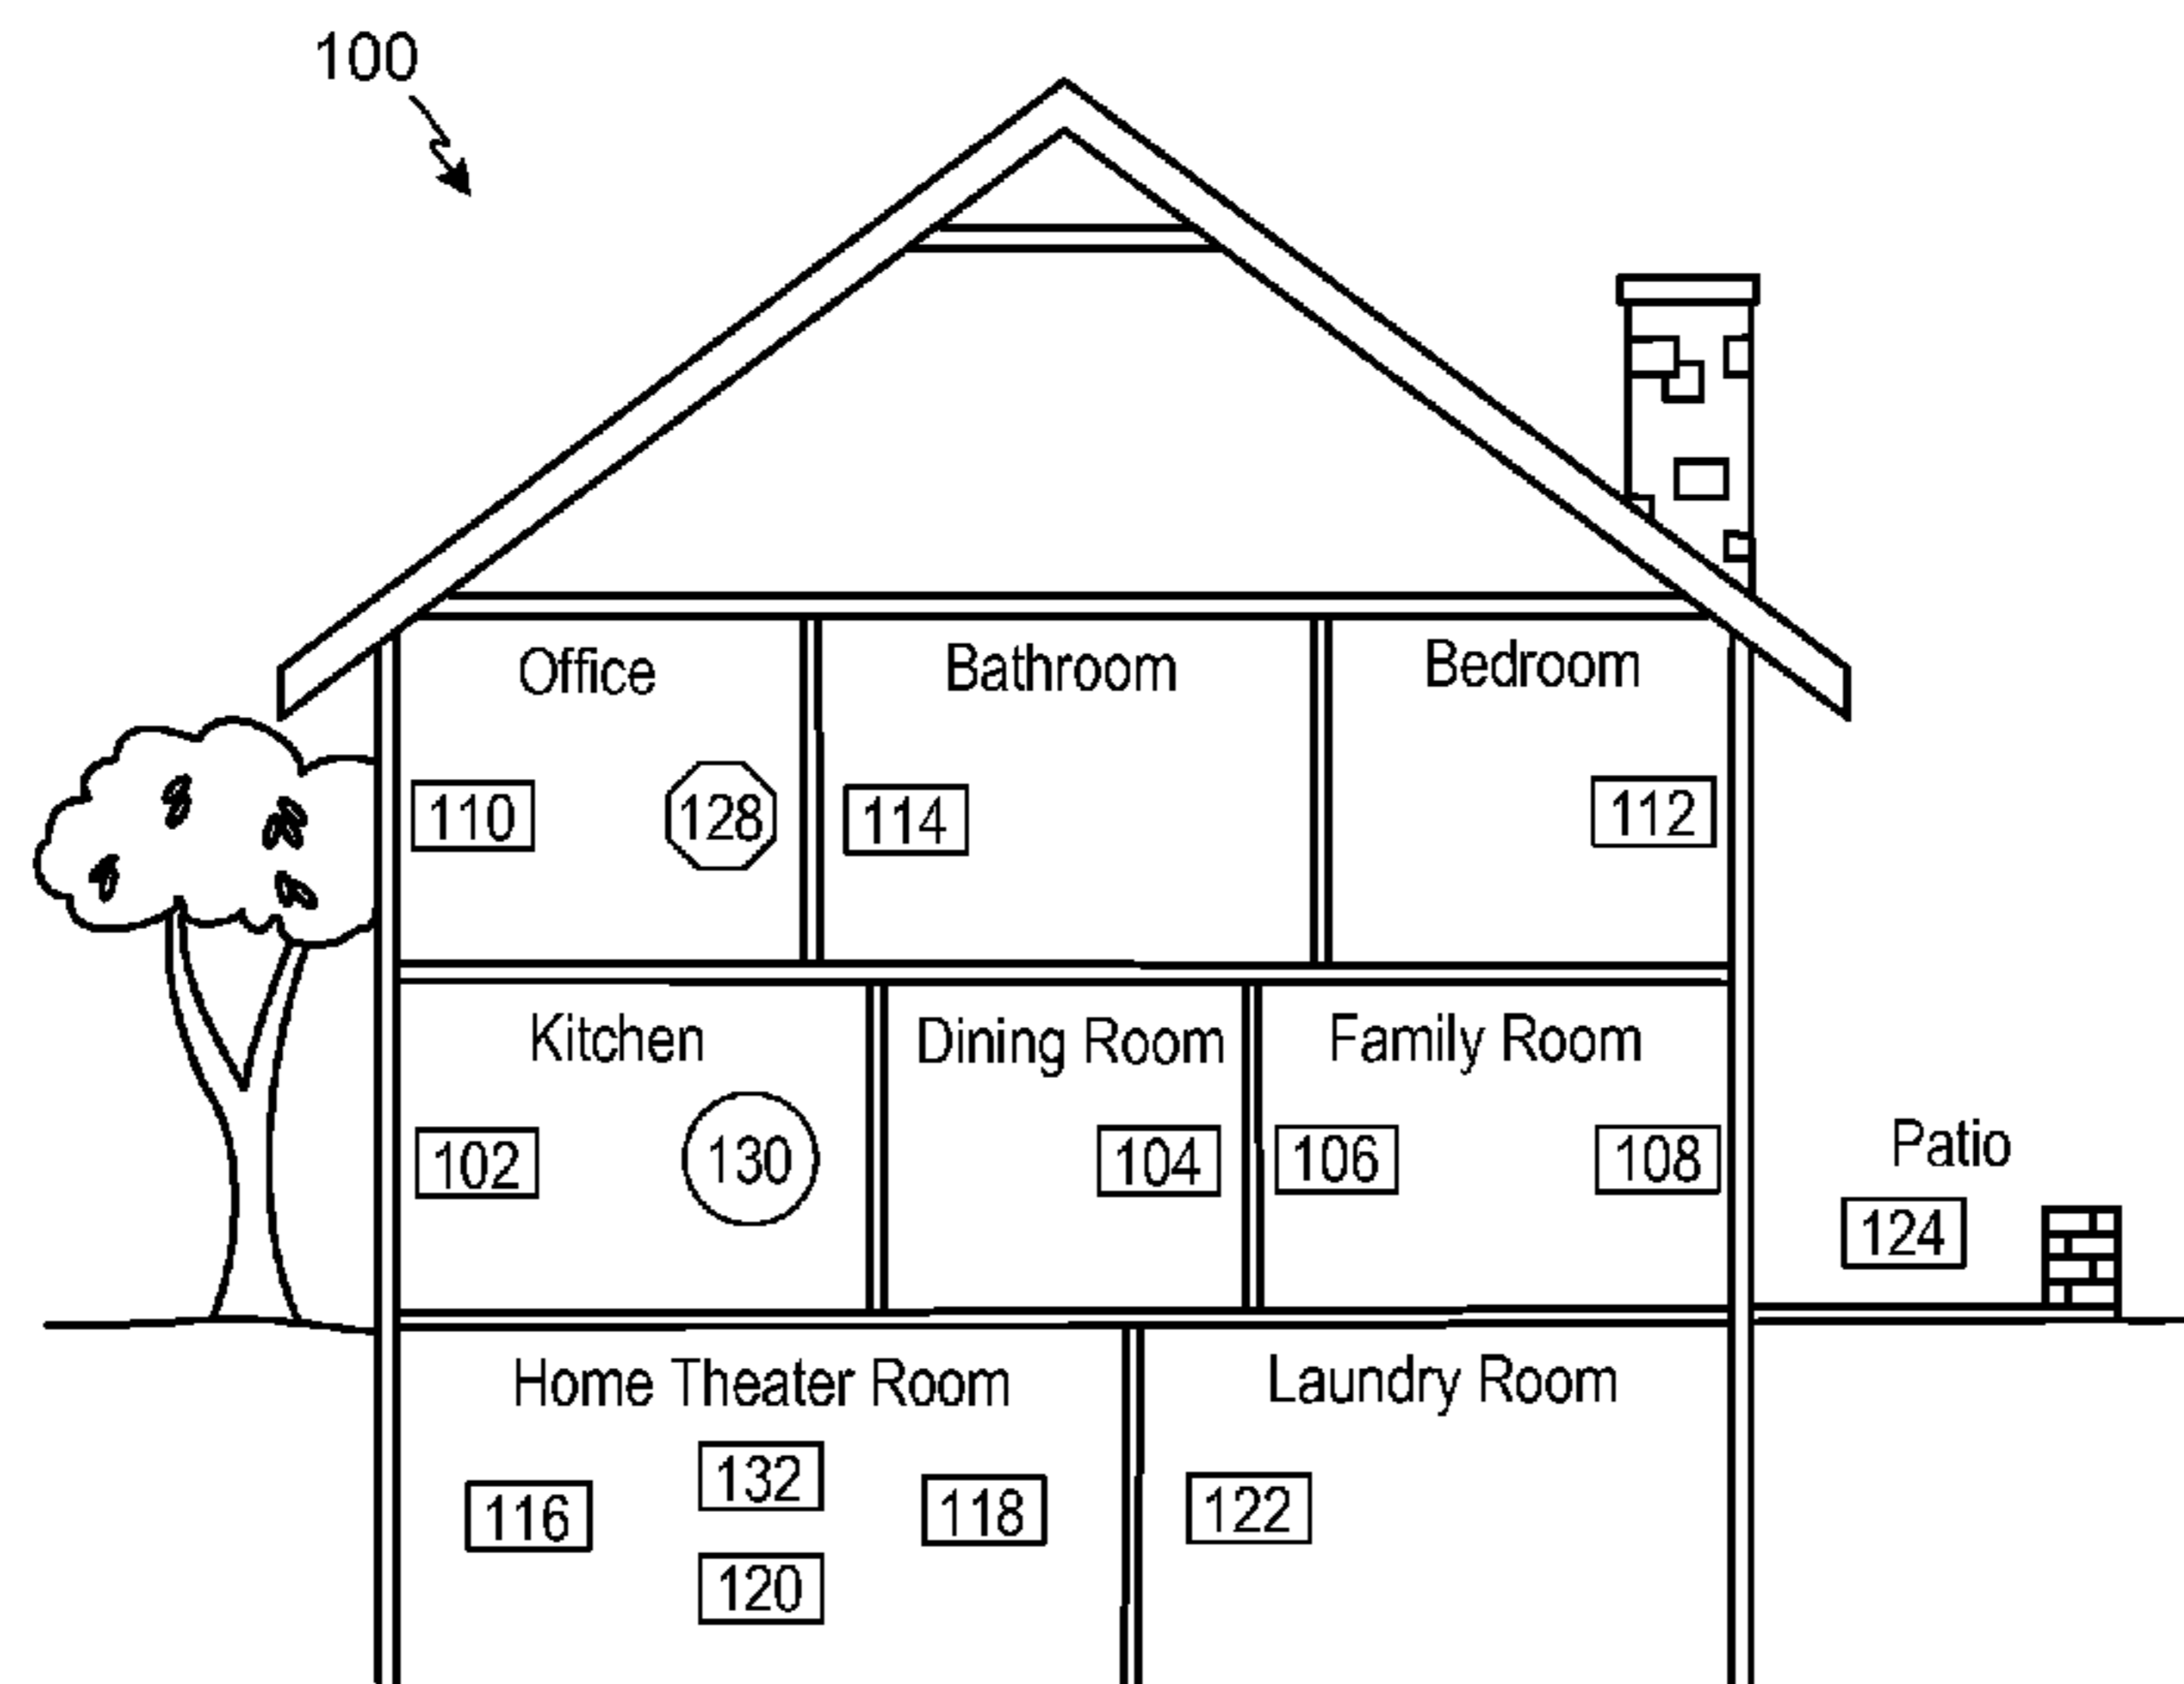 100
Office
Bathroom
Bedroom
110
128
114
112
Kitchen
Dining Room
Family Room
Patio
102
130
104
106
108
124
Home Theater Room
Laundry Room
132
116
118
122
120